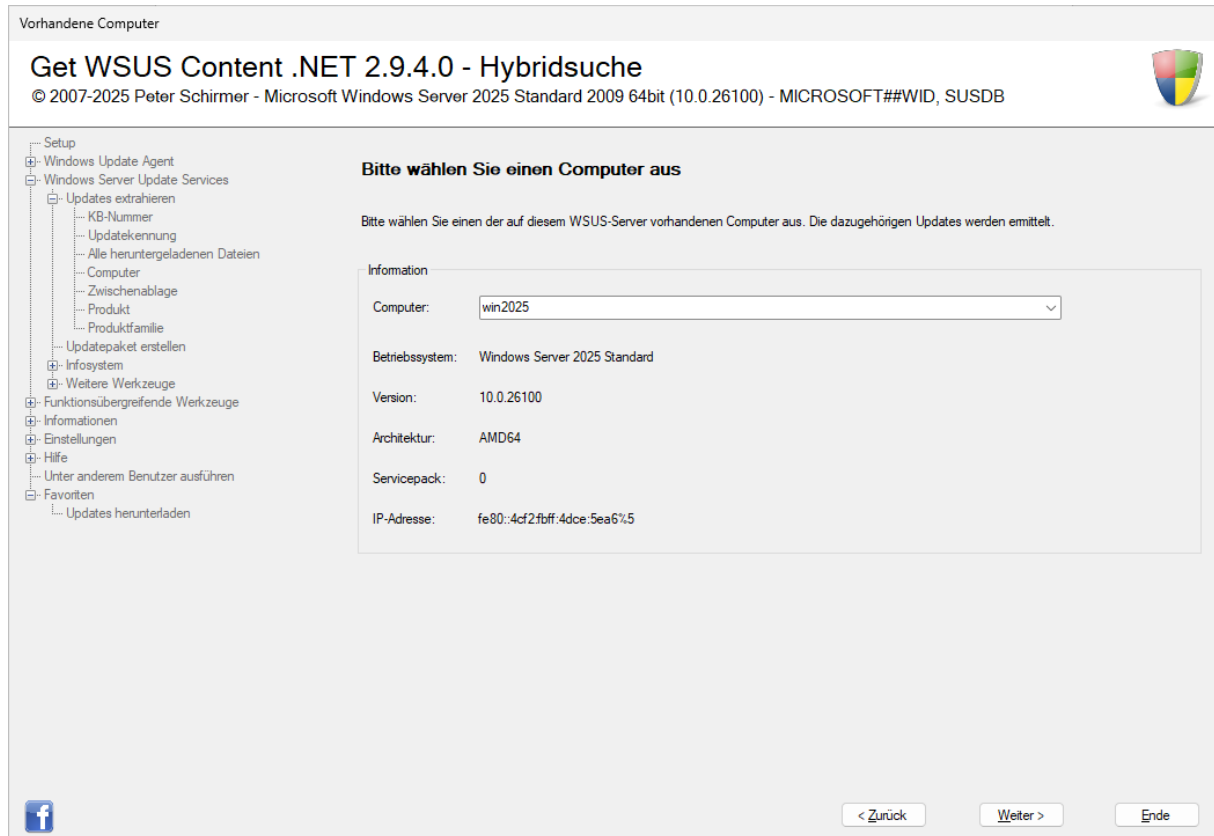 Vorhandene Computer
Get WSUS Content .NET 2.9.4.0 - Hybridsuche
© 2007-2025 Peter Schirmer - Microsoft Windows Server 2025 Standard 2009 64bit (10.0.26100) - MICROSOFT##WID, SUSDB
Setup
Windows Update Agent
Windows Server Update Services
Updates extrahieren
KB-Nummer
Updatekennung
Alle heruntergeladenen Dateien
Computer
Zwischenablage
Produkt
Produktfamilie
Updatepaket erstellen
Infosystem
Weitere Werkzeuge
Funktionsübergreifende Werkzeuge
Informationen
Einstellungen
Hilfe
Unter anderem Benutzer ausführen
Favoriten
Updates herunterladen
Bitte wählen Sie einen Computer aus
Bitte wählen Sie einen der auf diesem WSUS-Server vorhandenen Computer aus. Die dazugehörigen Updates werden ermittelt.
Information
Computer: win2025
Betriebssystem: Windows Server 2025 Standard
Version: 10.0.26100
Architektur: AMD64
Servicepack: 0
IP-Adresse: fe80::4cf2:fbff:4dce:5ea6%5
< Zurück
Weiter >
Ende